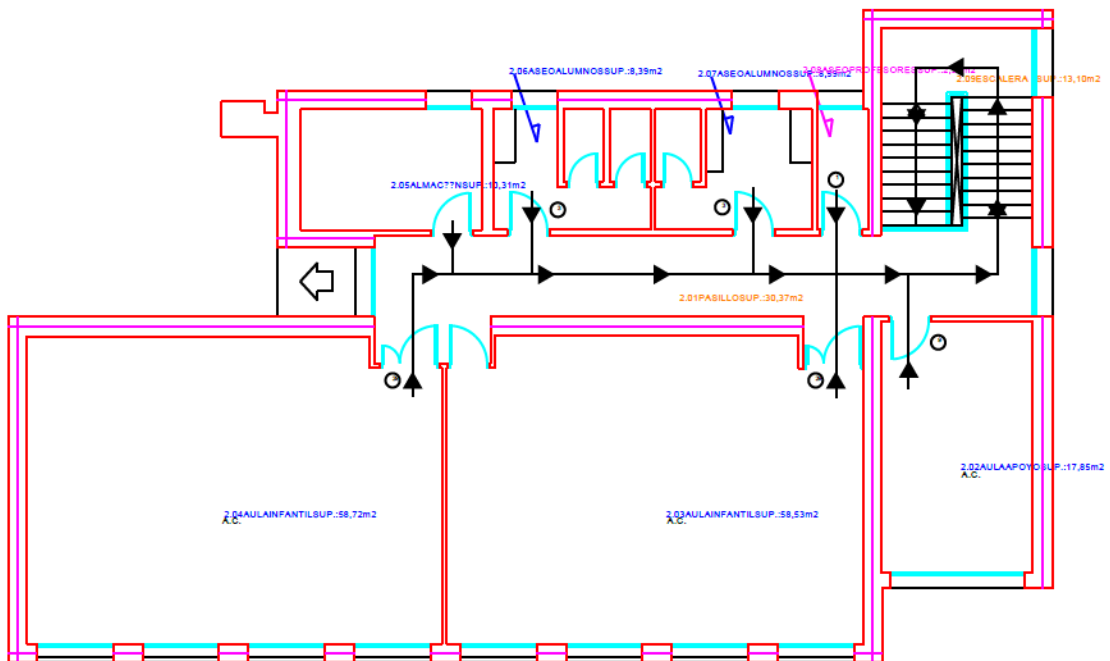 2.06ASEOALUMNOSSUP.:8,39m2
2.07ASEOALUMNOSSUP.:8,99m2
2.09ESCALERA SUP.:13,10m2
2.05ALMAC??NSUP.:10,31m2
2.01PASILLOSUP.:30,37m2
2.02AULAAPOYOSUP.:17,85m2
A.C.
2.04AULAINFANTILSUP.:58,72m2
A.C.
2.03AULAINFANTILSUP.:58,53m2
A.C.